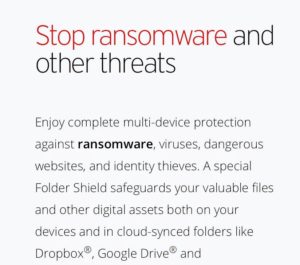 Stop ransomware and
other threats
Enjoy complete multi-device protection
against ransomware, viruses, dangerous
websites, and identity thieves. A special
Folder Shield safeguards your valuable files
and other digital assets both on your
devices and in cloud-synced folders like
Dropbox®, Google Drive® and